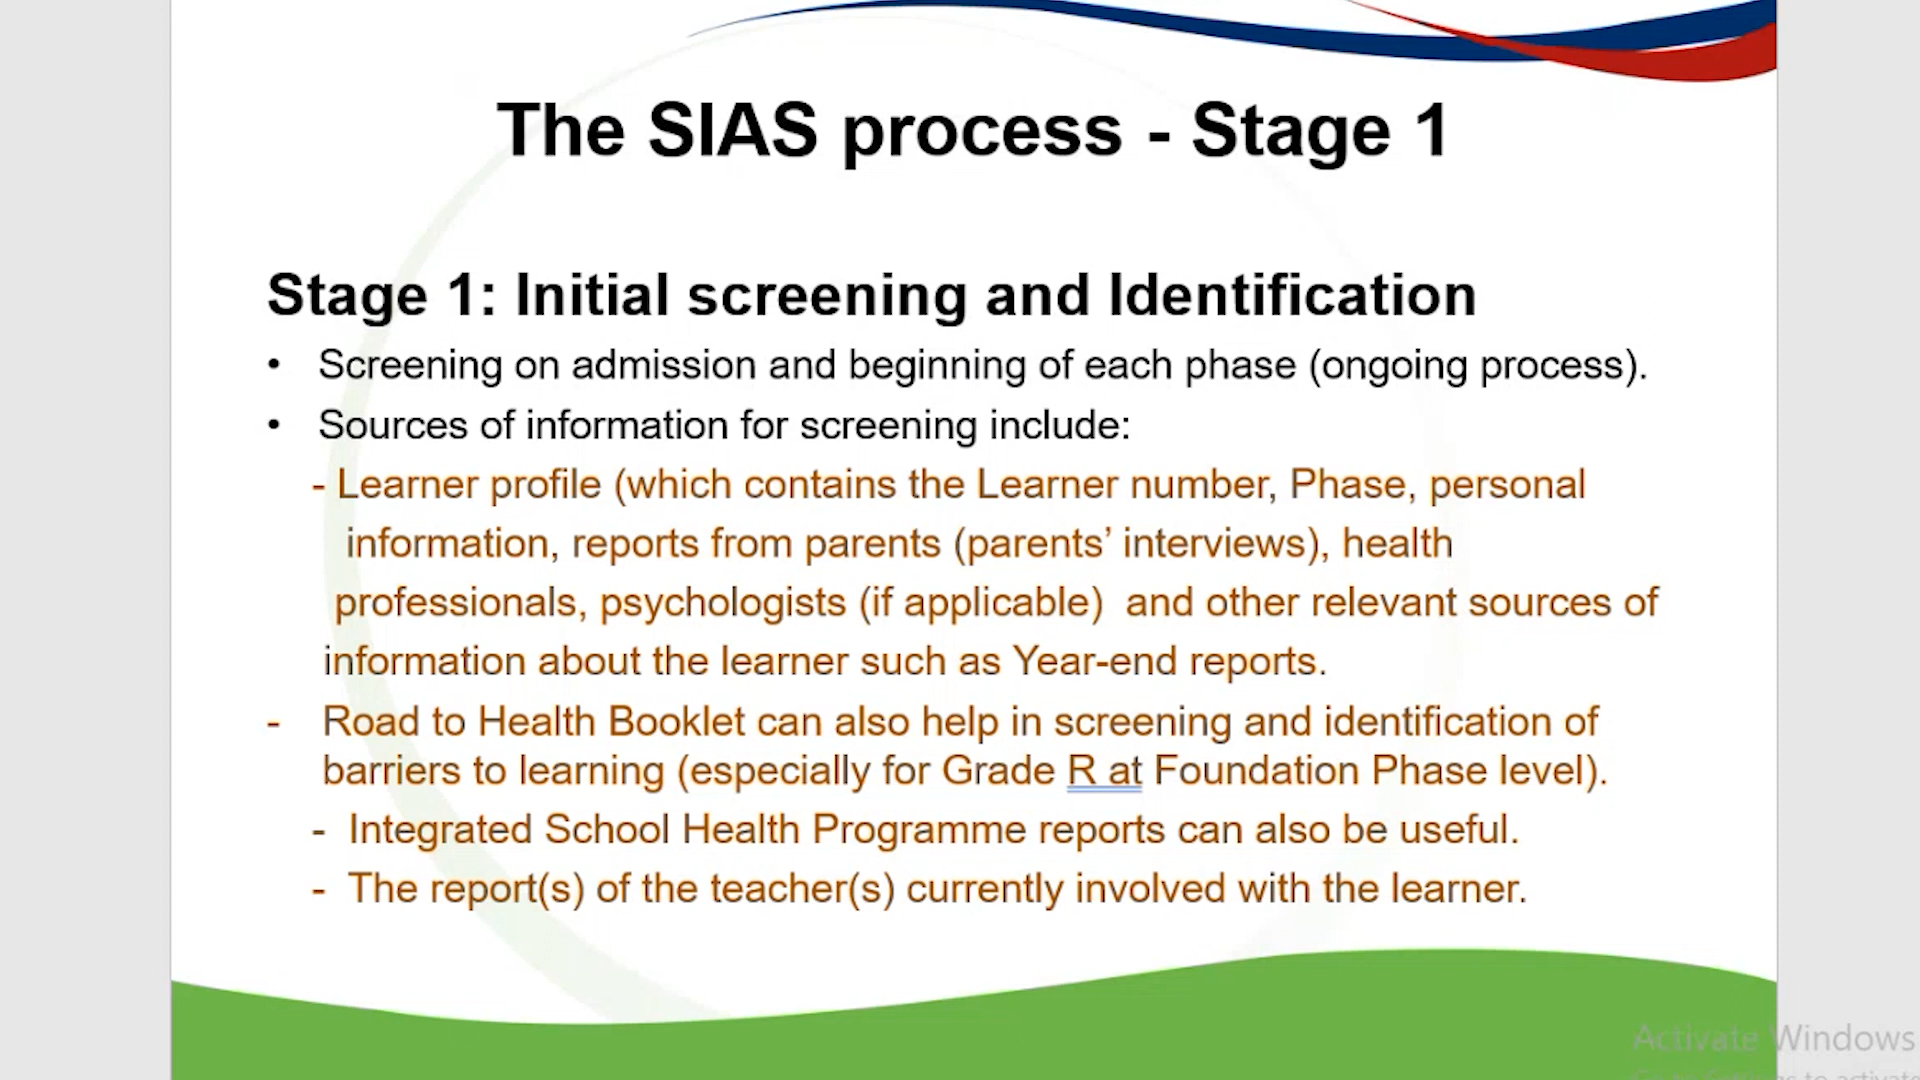 The SIAS process - Stage 1
Stage 1: Initial screening and Identification
• Screening on admission and beginning of each phase (ongoing process).
• Sources of information for screening include:
- Learner profile (which contains the Learner number, Phase, personal
information, reports from parents (parents’ interviews), health
professionals, psychologists (if applicable)  and other relevant sources of
information about the learner such as Year-end reports.
- Road to Health Booklet can also help in screening and identification of
barriers to learning (especially for Grade R at Foundation Phase level).
- Integrated School Health Programme reports can also be useful.
- The report(s) of the teacher(s) currently involved with the learner.
Activate Windows